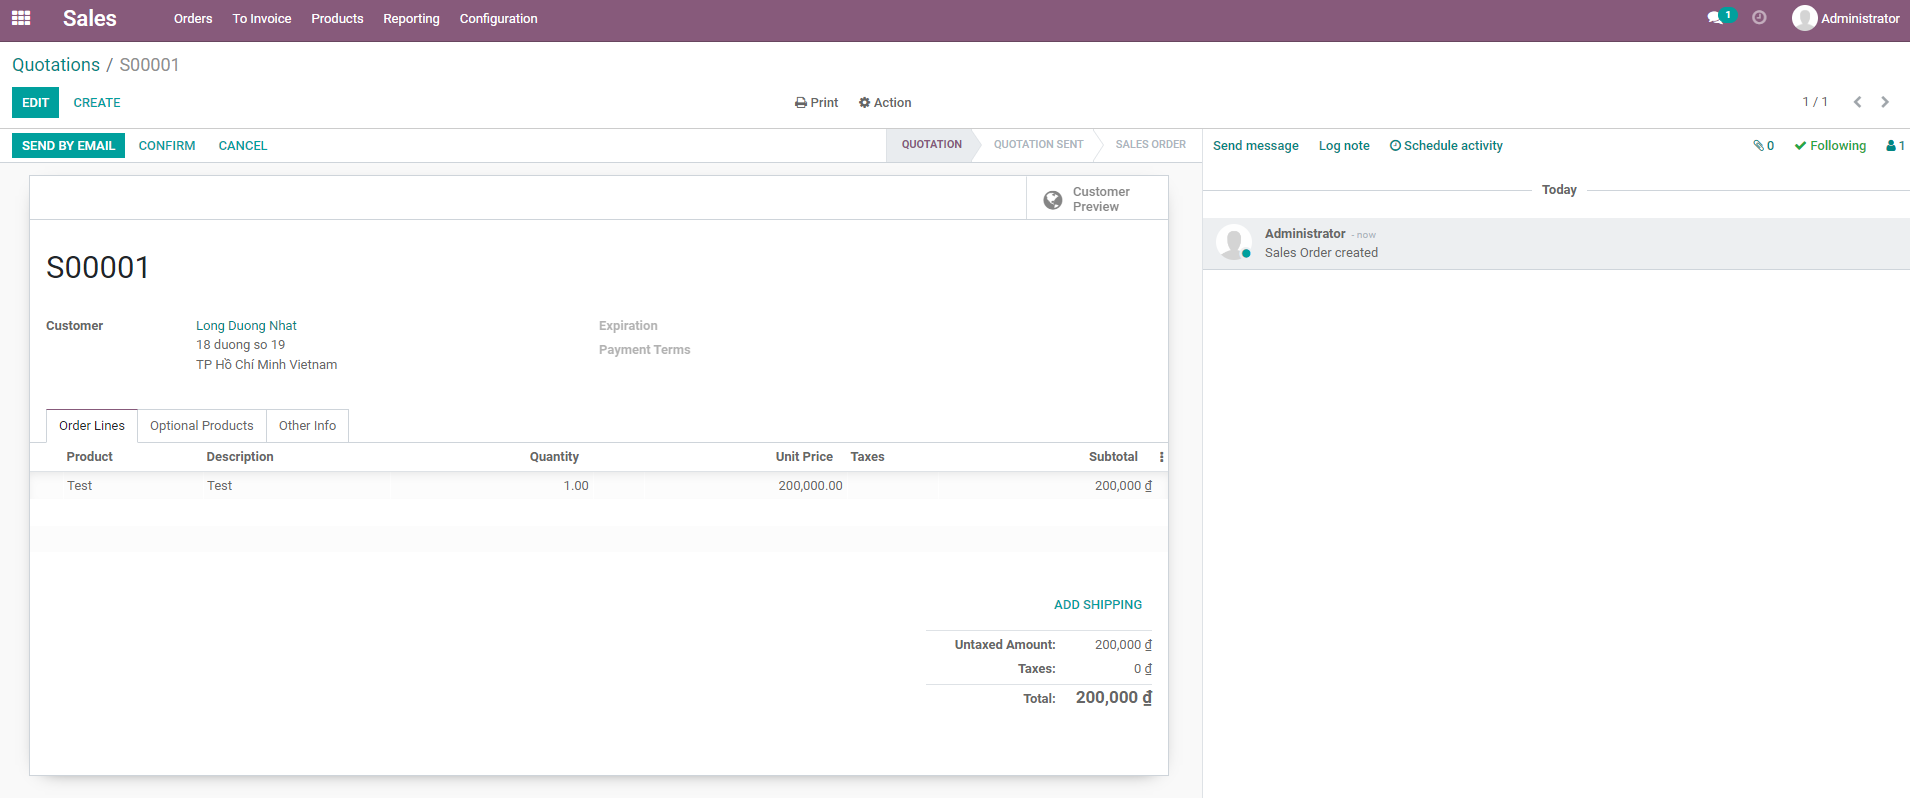 Sales Orders To Invoice Products Reporting Configuration 1 Administrator
Quotations / S00001
EDIT CREATE Print Action 1 / 1
SEND BY EMAIL CONFIRM CANCEL QUOTATION QUOTATION SENT SALES ORDER
Send message Log note Schedule activity 0 Following 1
Customer
Preview
Today
Administrator - now
Sales Order created
S00001
Customer Long Duong Nhat
18 duong so 19
TP Hồ Chí Minh Vietnam
Expiration
Payment Terms
Order Lines Optional Products Other Info
Product Description Quantity Unit Price Taxes Subtotal
Test Test 1.00 200,000.00 200,000 ₫
ADD SHIPPING
Untaxed Amount: 200,000 ₫
Taxes: 0 ₫
Total: 200,000 ₫